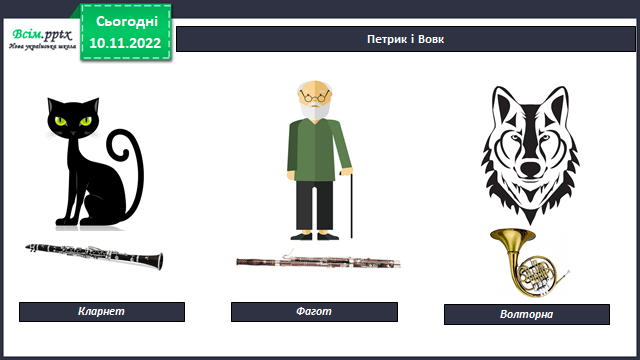 Всім.pptx
Нова українська школа
Сьогодні
10.11.2022
Петрик і Вовк
Кларнет
Фагот
Волторна